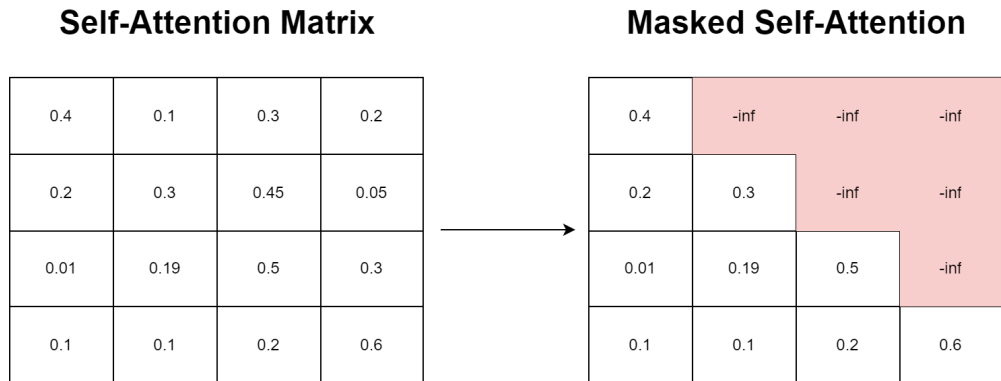 Self-Attention Matrix
Masked Self-Attention
0.4 0.1 0.3 0.2
0.2 0.3 0.45 0.05
0.01 0.19 0.5 0.3
0.1 0.1 0.2 0.6
0.4 -inf -inf -inf
0.2 0.3 -inf -inf
0.01 0.19 0.5 -inf
0.1 0.1 0.2 0.6